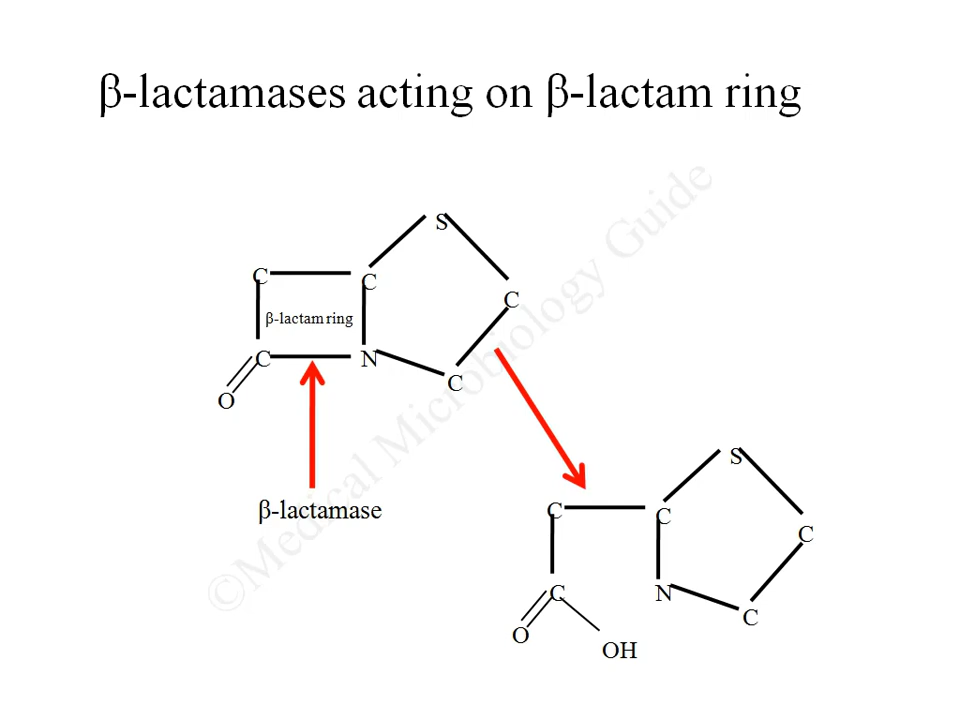 β-lactamases acting on β-lactam ring
S
C
C
β-lactam ring
C
C
N
C
O
β-lactamase
S
C
C
C
C
N
C
O
OH
©Medical Microbiology Guide